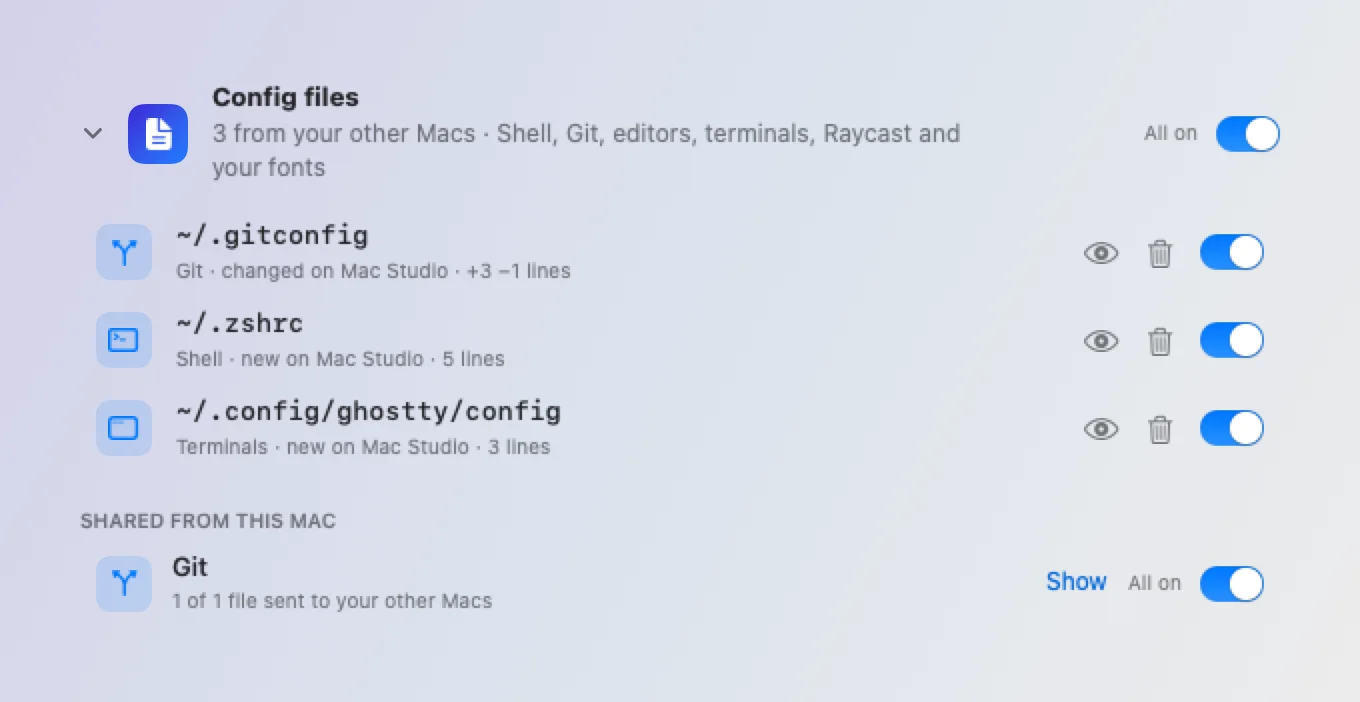 Config files
3 from your other Macs · Shell, Git, editors, terminals, Raycast and
your fonts
All on
~/.gitconfig
Git · changed on Mac Studio · +3 −1 lines
~/.zshrc
Shell · new on Mac Studio · 5 lines
~/.config/ghostty/config
Terminals · new on Mac Studio · 3 lines
SHARED FROM THIS MAC
Git
1 of 1 file sent to your other Macs
Show
All on